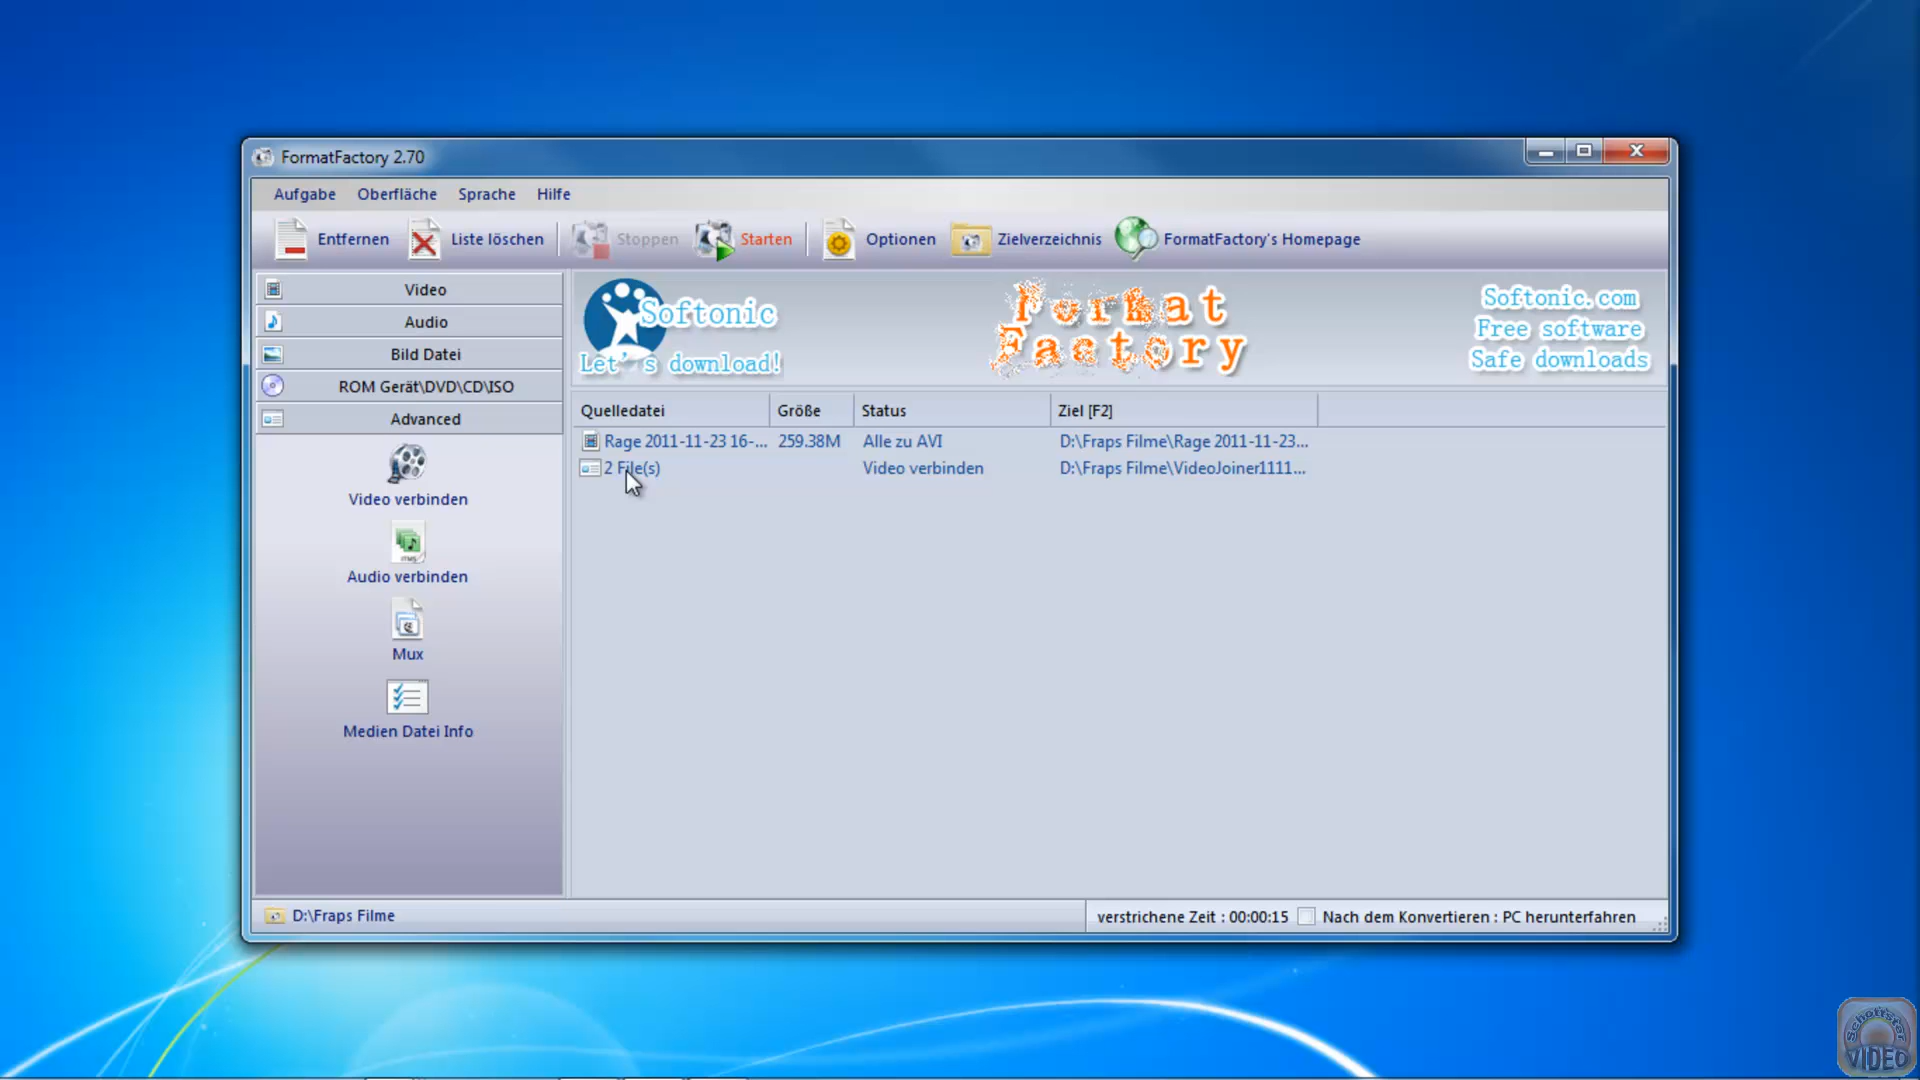 FormatFactory 2.70
Aufgabe Oberfläche Sprache Hilfe
Entfernen Liste löschen Stoppen Starten Optionen Zielverzeichnis FormatFactory's Homepage
Video
Audio
Bild Datei
ROM Gerät\DVD\CD\ISO
Advanced
Video verbinden
Audio verbinden
Mux
Medien Datei Info
Softonic
Let's download!
Format
Factory
Softonic.com
Free software
Safe downloads
Quelledatei Größe Status Ziel [F2]
Rage 2011-11-23 16-... 259.38M Alle zu AVI D:\Fraps Filme\Rage 2011-11-23...
2 File(s) Video verbinden D:\Fraps Filme\VideoJoiner1111...
D:\Fraps Filme
verstrichene Zeit : 00:00:15 Nach dem Konvertieren : PC herunterfahren
Schottstar
VIDEO